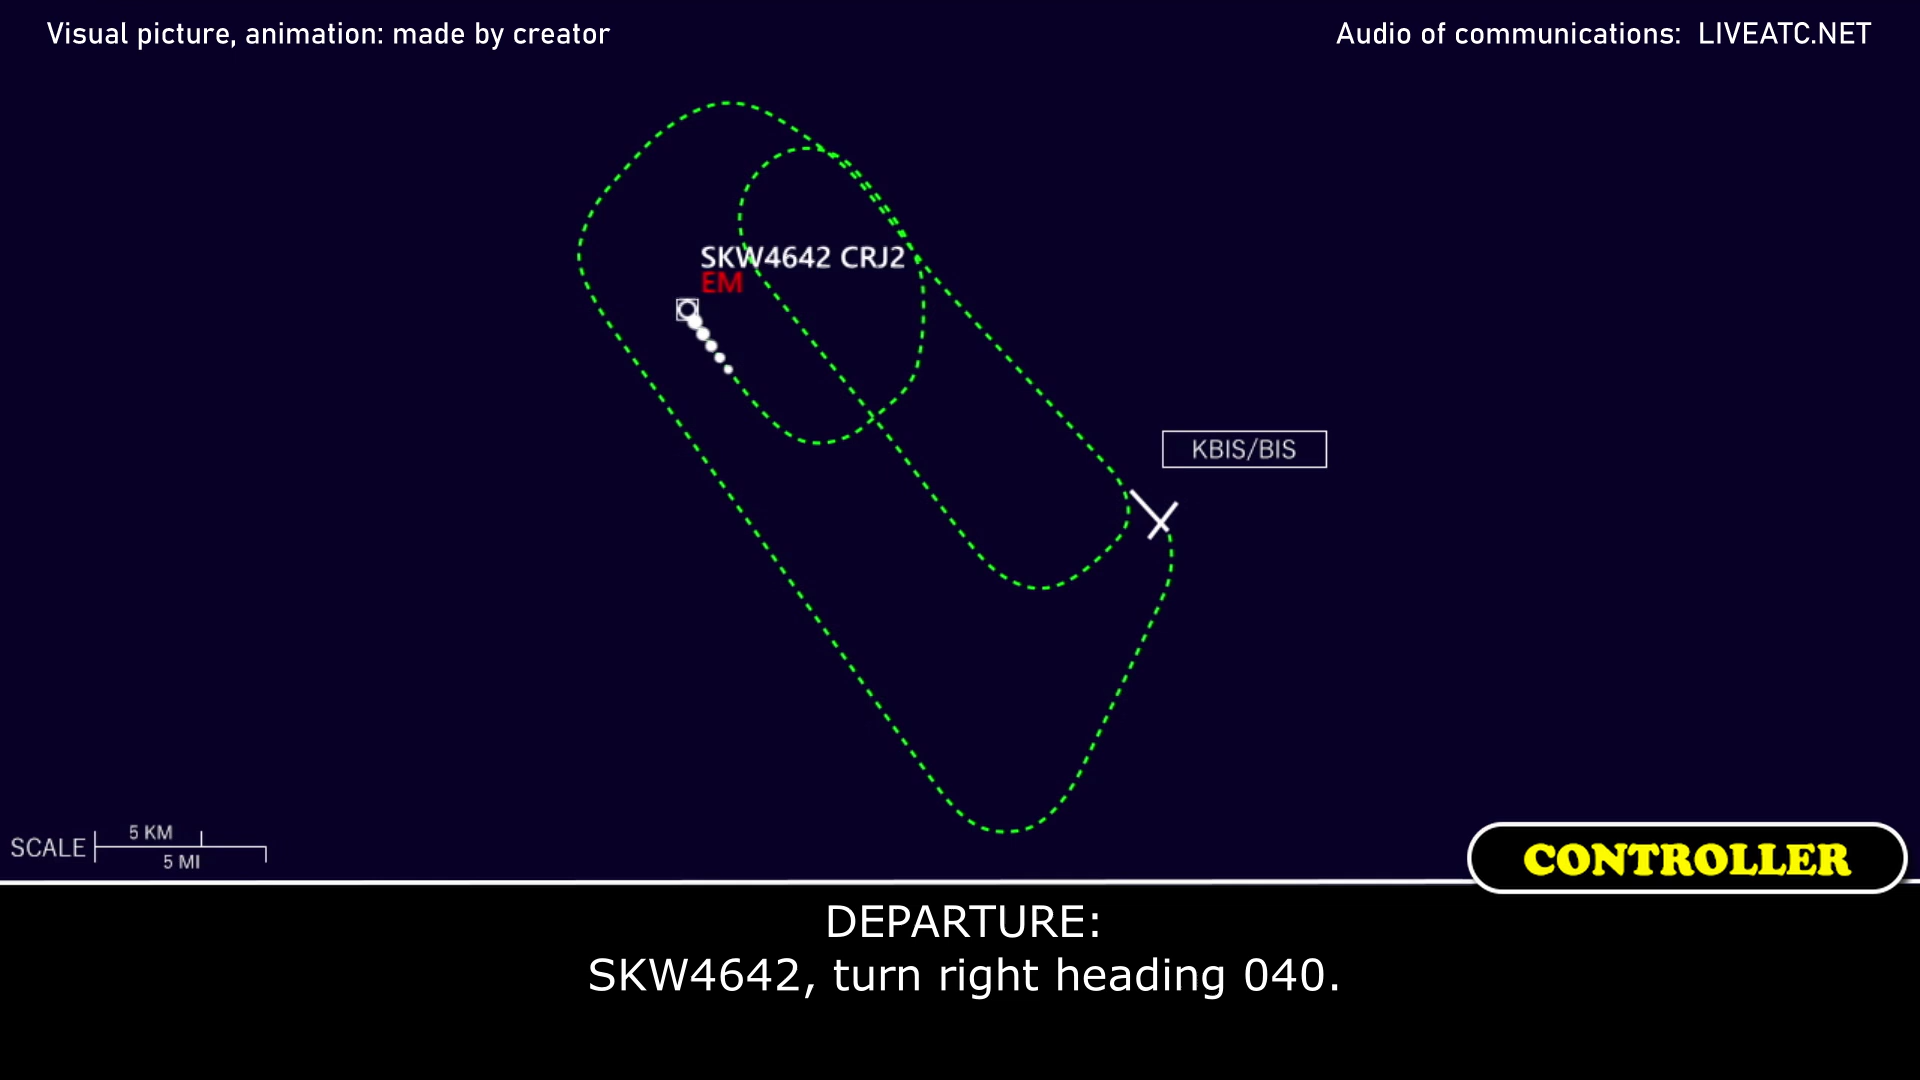 Visual picture, animation: made by creator
Audio of communications: LIVEATC.NET
SKW4642 CRJ2
EM
KBIS/BIS
5 KM
SCALE
5 MI
CONTROLLER
DEPARTURE:
SKW4642, turn right heading 040.